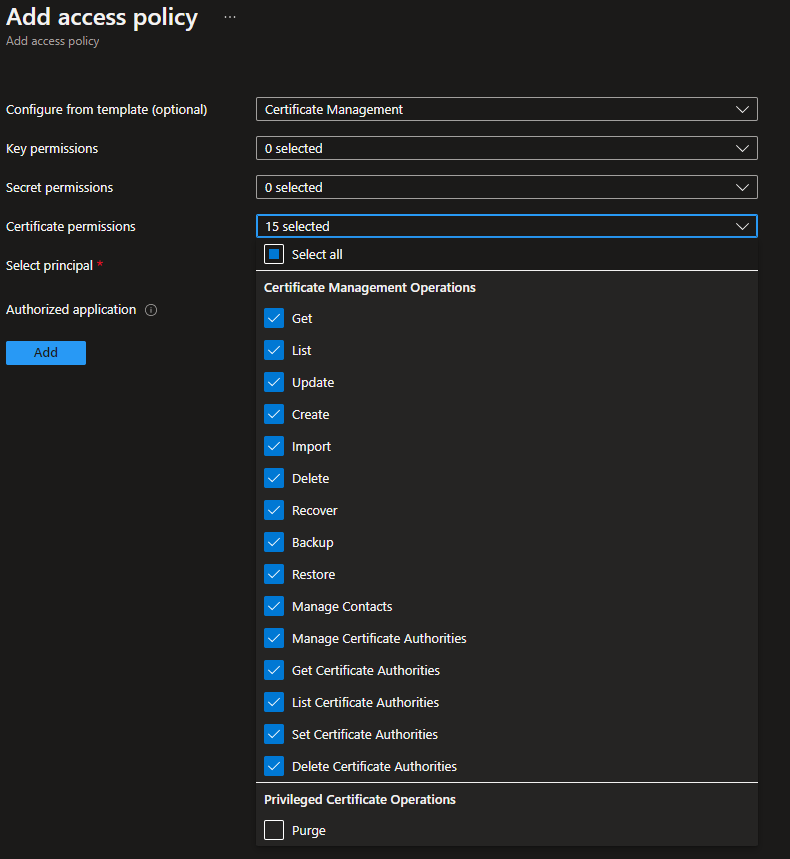 Add access policy ...
Add access policy
Configure from template (optional) Certificate Management
Key permissions 0 selected
Secret permissions 0 selected
Certificate permissions 15 selected
Select all
Select principal *
Certificate Management Operations
Authorized application
Get
Add
List
Update
Create
Import
Delete
Recover
Backup
Restore
Manage Contacts
Manage Certificate Authorities
Get Certificate Authorities
List Certificate Authorities
Set Certificate Authorities
Delete Certificate Authorities
Privileged Certificate Operations
Purge